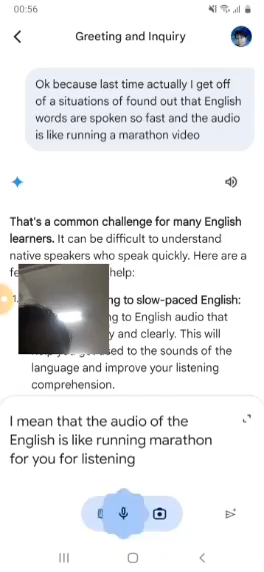 00:56
Greeting and Inquiry
Ok because last time actually I get off
of a situations of found out that English
words are spoken so fast and the audio
is like running a marathon video
That's a common challenge for many English
learners. It can be difficult to understand
native speakers who speak quickly. Here are a
help:
1. ng to slow-paced English:
ng to English audio that
y and clearly. This will
used to the sounds of the
language and improve your listening
comprehension.
I mean that the audio of the
English is like running marathon
for you for listening